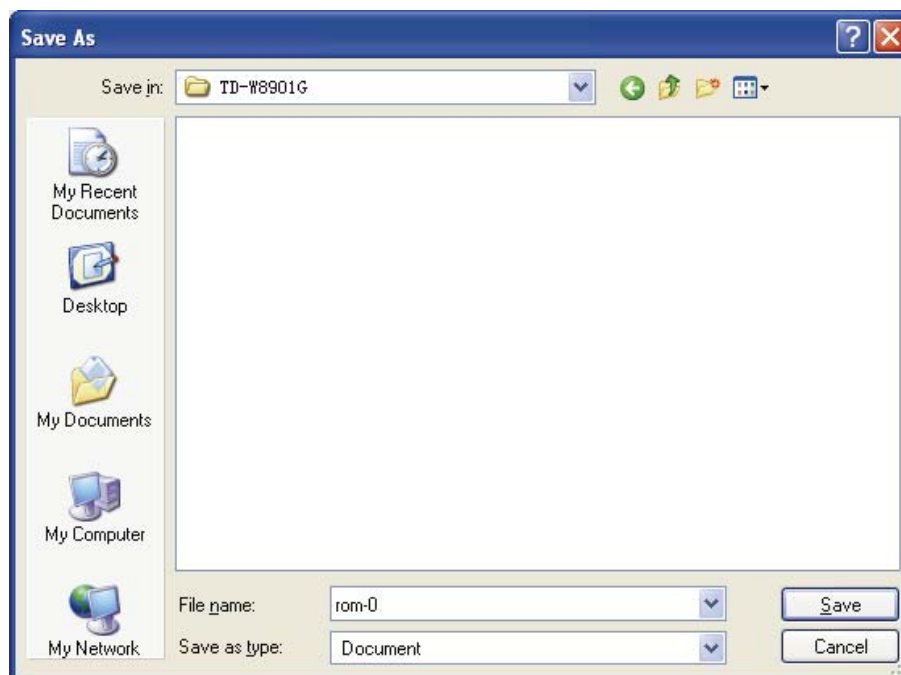 Save As
Save in: TD-W8901G
My Recent
Documents
Desktop
My Documents
My Computer
My Network
File name: rom-0 Save
Save as type: Document Cancel